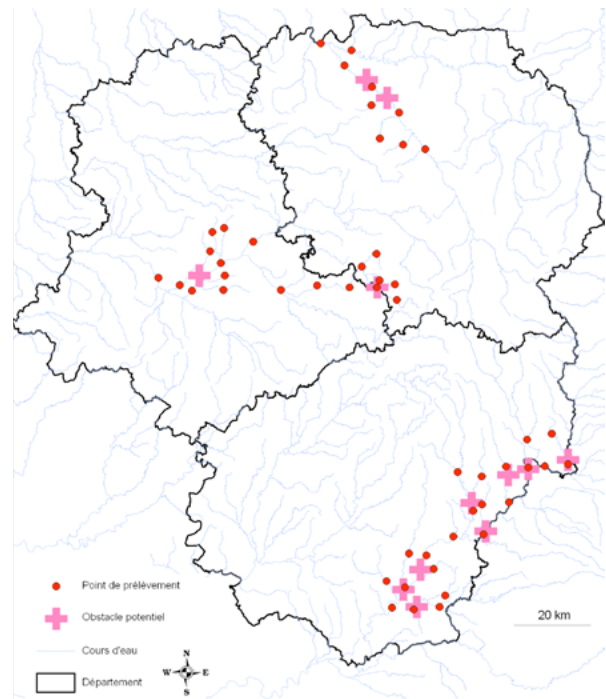 Point de prélèvement
Obstacle potentiel
Cours d'eau
Département
N
W E
S
20 km